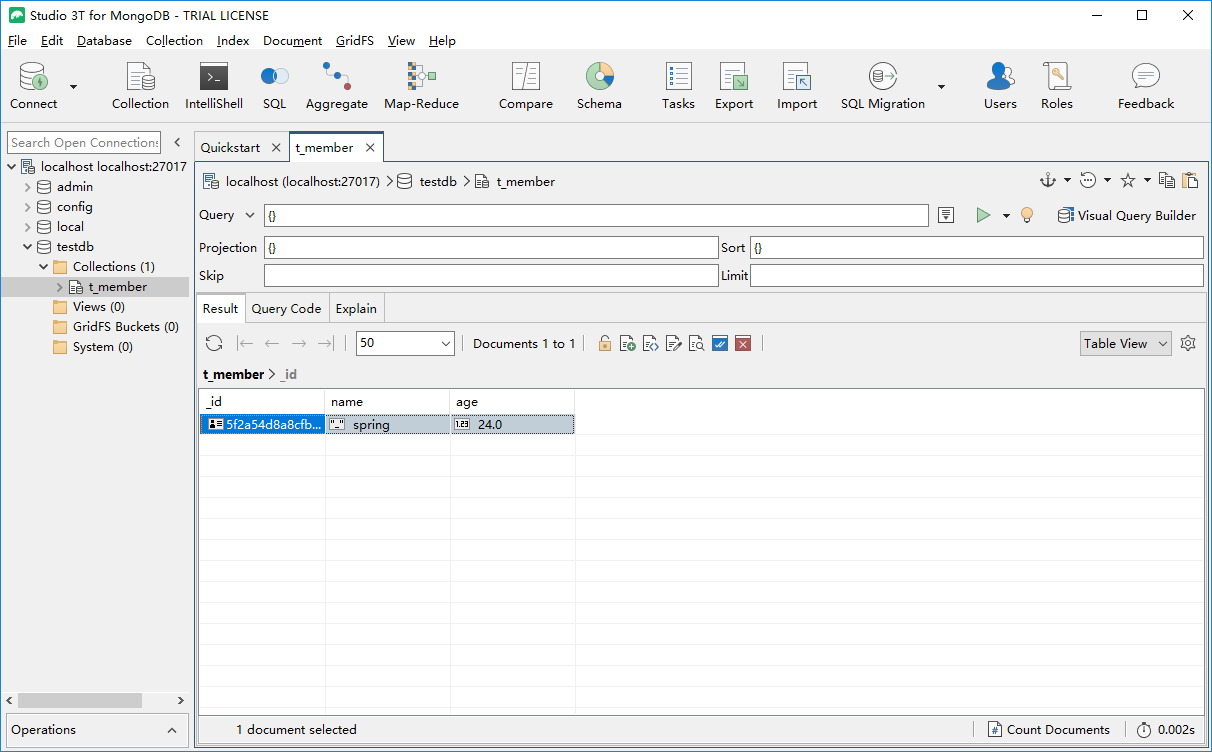 Studio 3T for MongoDB - TRIAL LICENSE
File Edit Database Collection Index Document GridFS View Help
Connect Collection IntelliShell SQL Aggregate Map-Reduce Compare Schema Tasks Export Import SQL Migration Users Roles Feedback
Search Open Connections
localhost localhost:27017
admin
config
local
testdb
Collections (1)
t_member
Views (0)
GridFS Buckets (0)
System (0)
Operations
Quickstart t_member
localhost (localhost:27017) testdb t_member
Query {} Visual Query Builder
Projection {} Sort {}
Skip Limit
Result Query Code Explain
50 Documents 1 to 1 Table View
t_member > _id
_id name age
5f2a54d8a8cfb... "_" spring 1.23 24.0
1 document selected Count Documents 0.002s